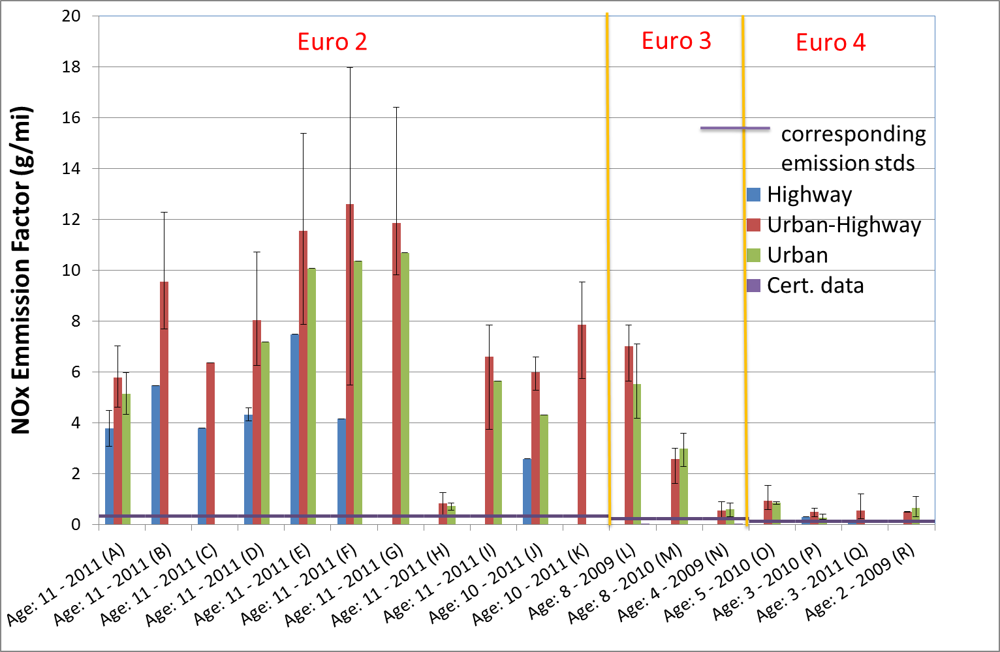 NOx Emmission Factor (g/mi)
20
18
16
14
12
10
8
6
4
2
0
Euro 2
Euro 3
Euro 4
corresponding
emission stds
Highway
Urban-Highway
Urban
Cert. data
Age: 11 - 2011 (A)
Age: 11 - 2011 (B)
Age: 11 - 2011 (C)
Age: 11 - 2011 (D)
Age: 11 - 2011 (E)
Age: 11 - 2011 (F)
Age: 11 - 2011 (G)
Age: 11 - 2011 (H)
Age: 11 - 2011 (I)
Age: 10 - 2011 (J)
Age: 10 - 2011 (K)
Age: 8 - 2009 (L)
Age: 8 - 2010 (M)
Age: 4 - 2009 (N)
Age: 5 - 2010 (O)
Age: 3 - 2010 (P)
Age: 3 - 2011 (Q)
Age: 2 - 2009 (R)